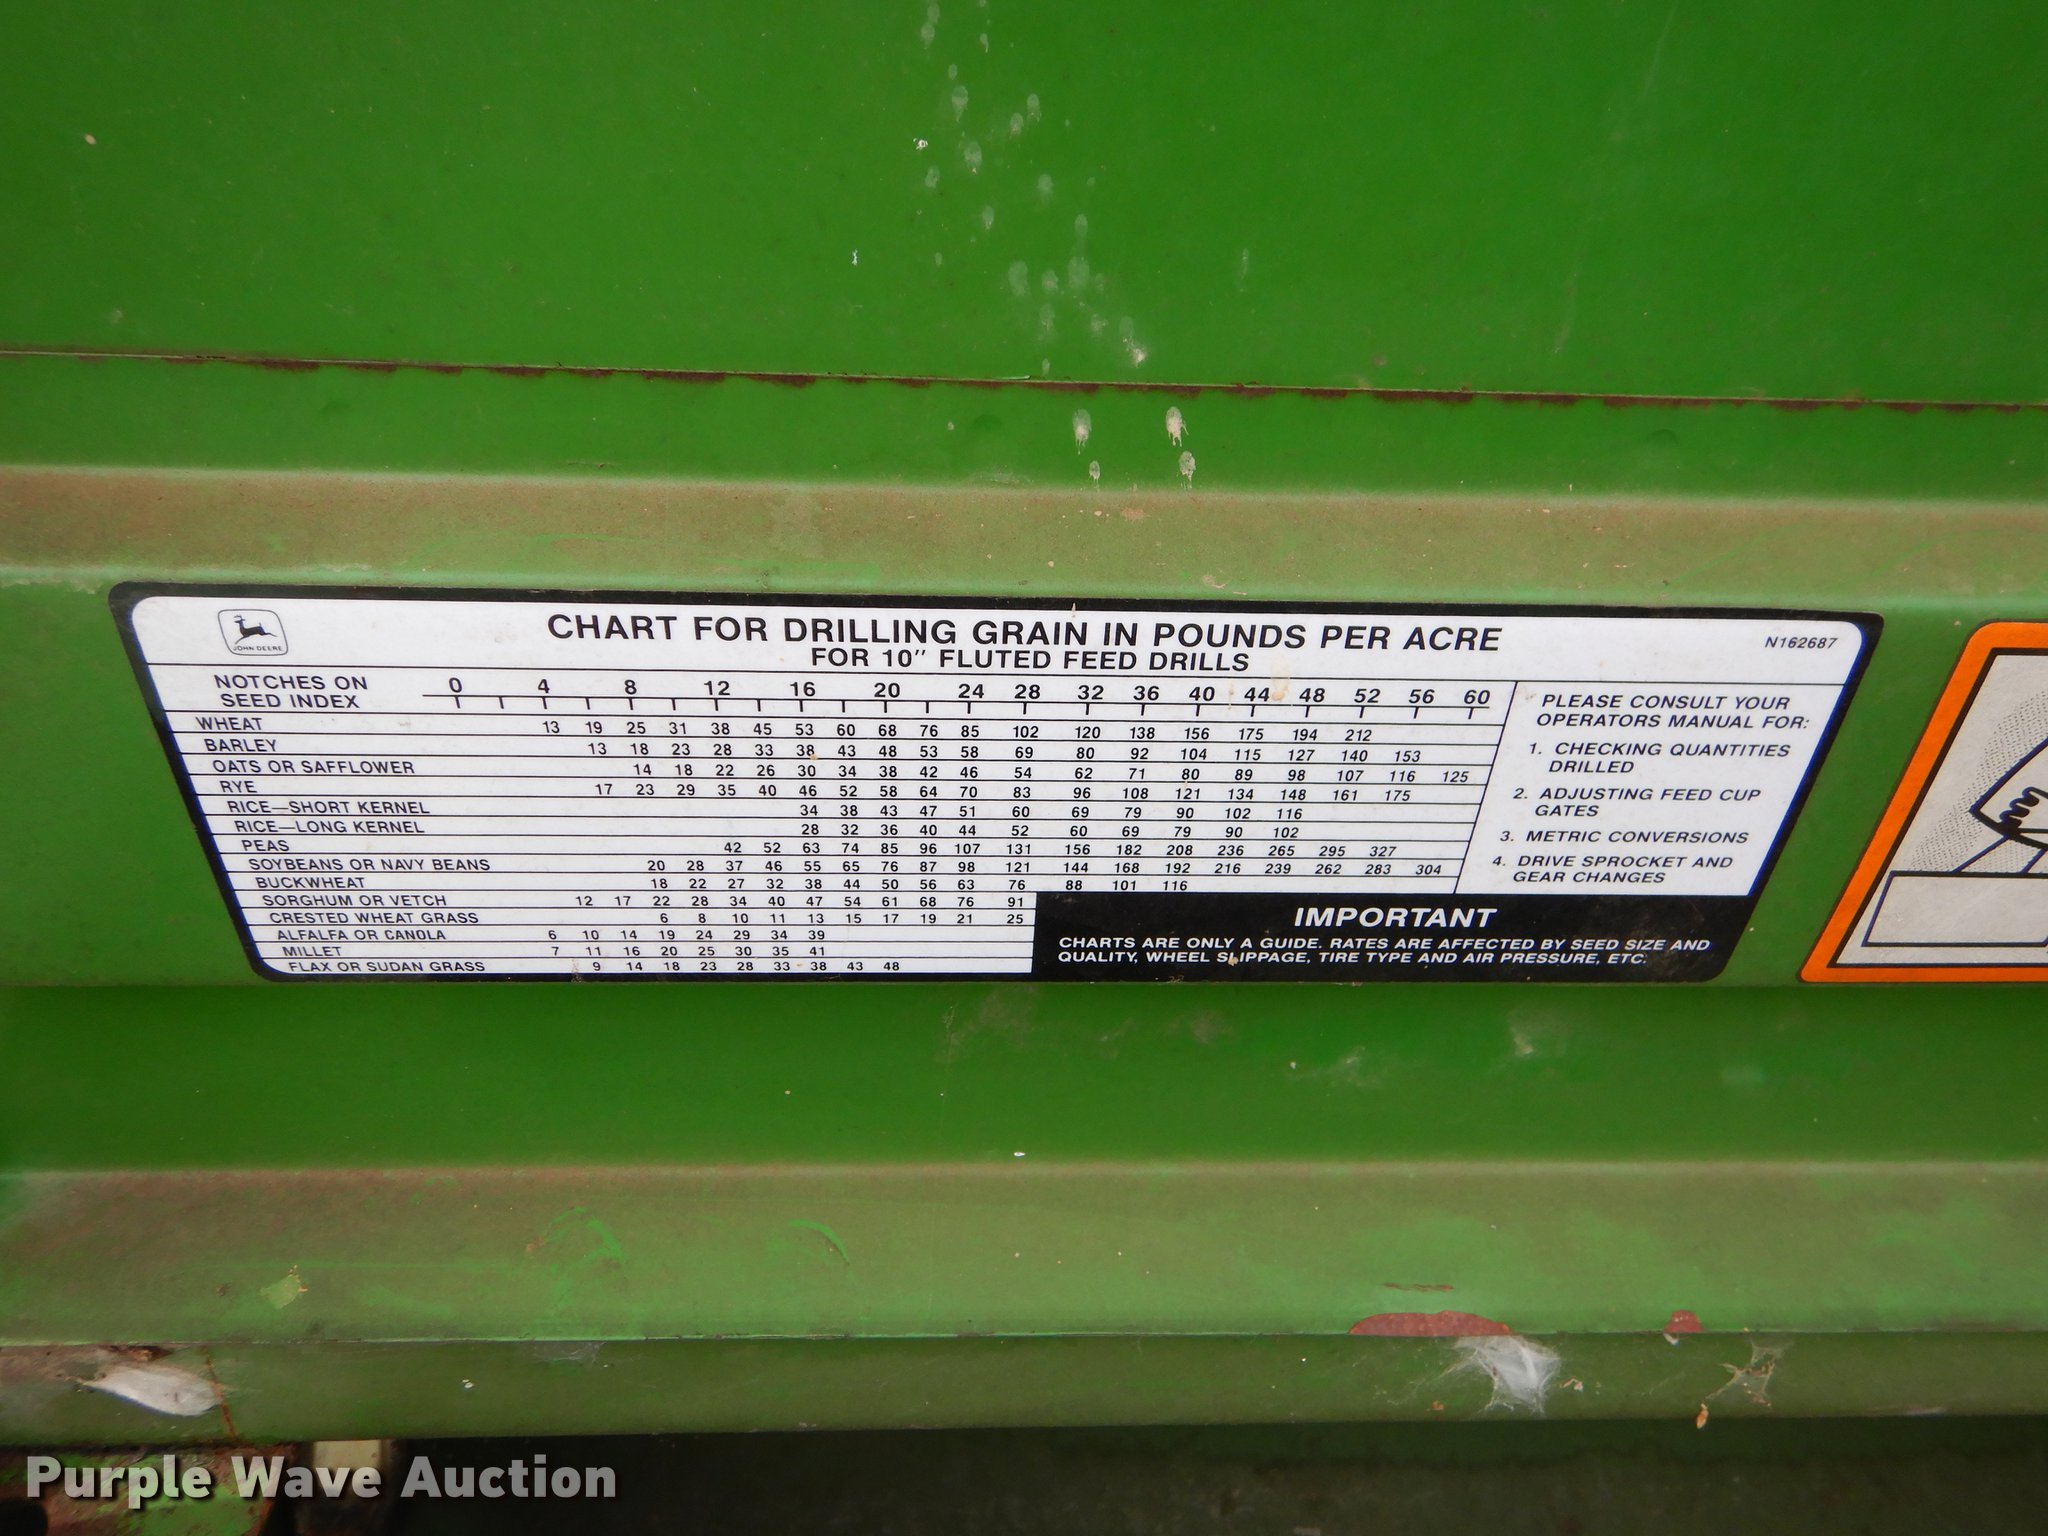 JOHN DEERE
CHART FOR DRILLING GRAIN IN POUNDS PER ACRE
FOR 10" FLUTED FEED DRILLS
N162687
NOTCHES ON SEED INDEX 0 4 8 12 16 20 24 28 32 36 40 44 48 52 56 60
WHEAT 13 19 25 31 38 45 53 60 68 76 85 102 120 138 156 175 194 212
BARLEY 13 18 23 28 33 38 43 48 53 58 69 80 92 104 115 127 140 153
OATS OR SAFFLOWER 14 18 22 26 30 34 38 42 46 54 62 71 80 89 98 107 116 125
RYE 17 23 29 35 40 46 52 58 64 70 83 96 108 121 134 148 161 175
RICE—SHORT KERNEL 34 38 43 47 51 60 69 79 90 102 116
RICE—LONG KERNEL 28 32 36 40 44 52 60 69 79 90 102
PEAS 42 52 63 74 85 96 107 131 156 182 208 236 265 295 327
SOYBEANS OR NAVY BEANS 20 28 37 46 55 65 76 87 98 121 144 168 192 216 239 262 283 304
BUCKWHEAT 18 22 27 32 38 44 50 56 63 76 88 101 116
SORGHUM OR VETCH 12 17 22 28 34 40 47 54 61 68 76 91
CRESTED WHEAT GRASS 6 8 10 11 13 15 17 19 21 25
ALFALFA OR CANOLA 6 10 14 19 24 29 34 39
MILLET 7 11 16 20 25 30 35 41
FLAX OR SUDAN GRASS 9 14 18 23 28 33 38 43 48
PLEASE CONSULT YOUR
OPERATORS MANUAL FOR:
1. CHECKING QUANTITIES
DRILLED
2. ADJUSTING FEED CUP
GATES
3. METRIC CONVERSIONS
4. DRIVE SPROCKET AND
GEAR CHANGES
IMPORTANT
CHARTS ARE ONLY A GUIDE. RATES ARE AFFECTED BY SEED SIZE AND
QUALITY, WHEEL SLIPPAGE, TIRE TYPE AND AIR PRESSURE, ETC.
Purple Wave Auction